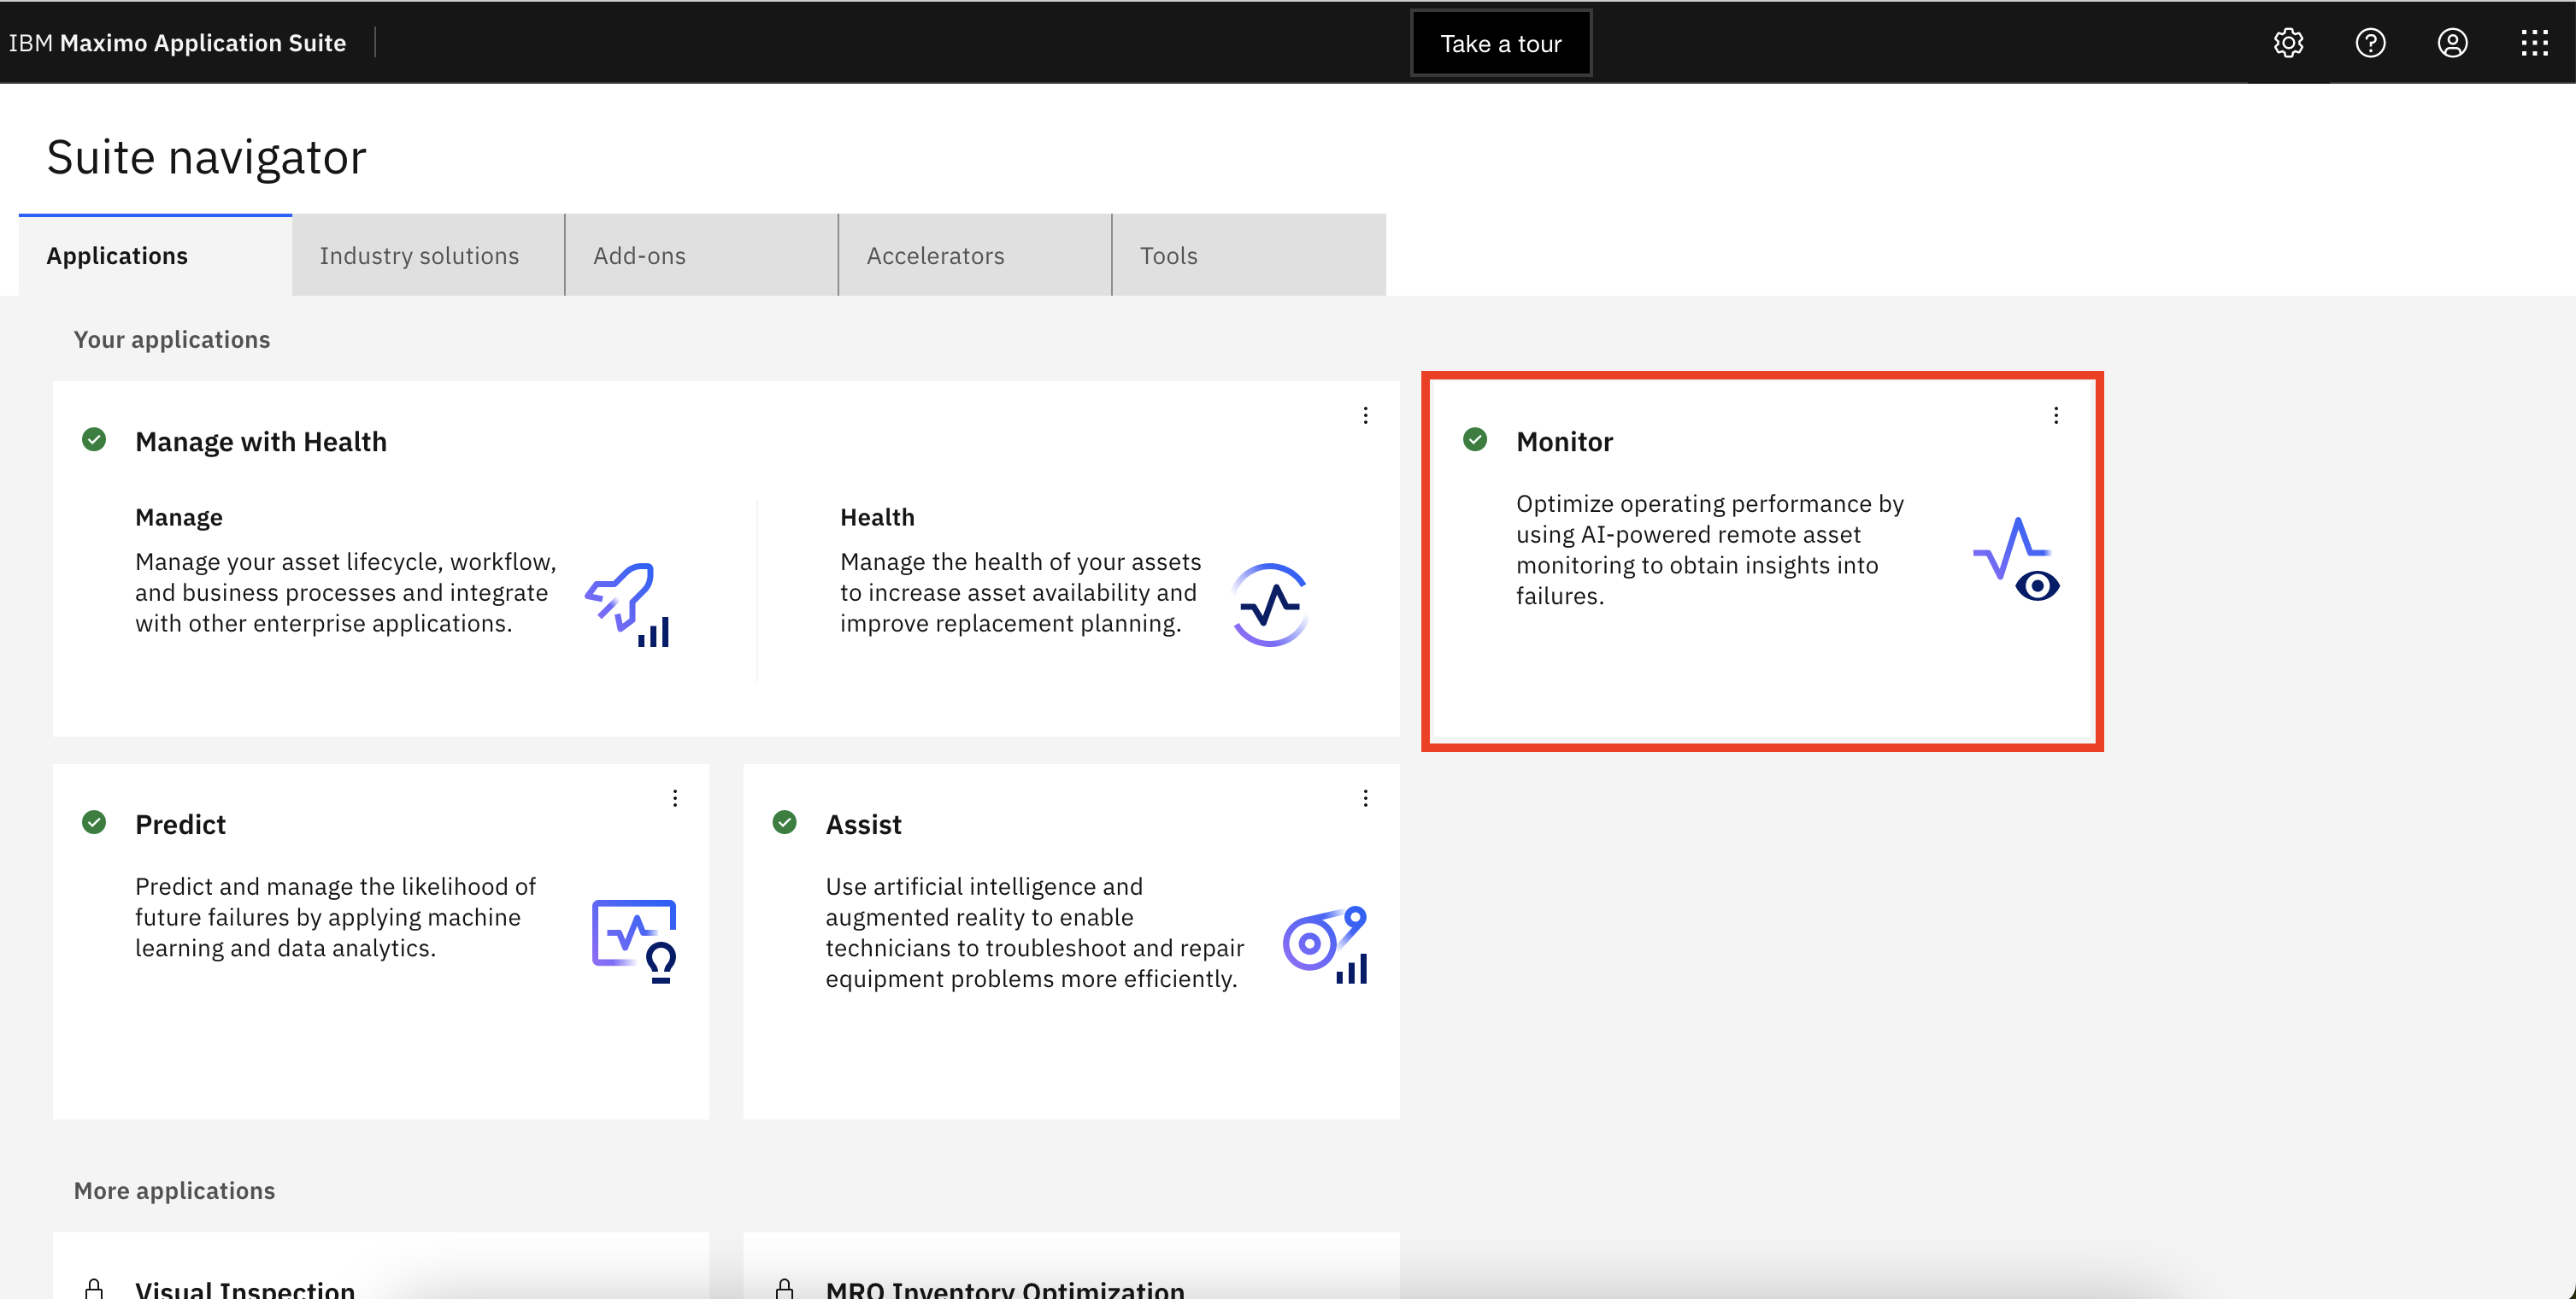 IBM Maximo Application Suite
Take a tour
Suite navigator
Applications
Industry solutions
Add-ons
Accelerators
Tools
Your applications
Manage with Health
Manage
Manage your asset lifecycle, workflow,
and business processes and integrate
with other enterprise applications.
Health
Manage the health of your assets
to increase asset availability and
improve replacement planning.
Monitor
Optimize operating performance by
using AI-powered remote asset
monitoring to obtain insights into
failures.
Predict
Predict and manage the likelihood of
future failures by applying machine
learning and data analytics.
Assist
Use artificial intelligence and
augmented reality to enable
technicians to troubleshoot and repair
equipment problems more efficiently.
More applications
Visual Inspection
MRO Inventory Optimization